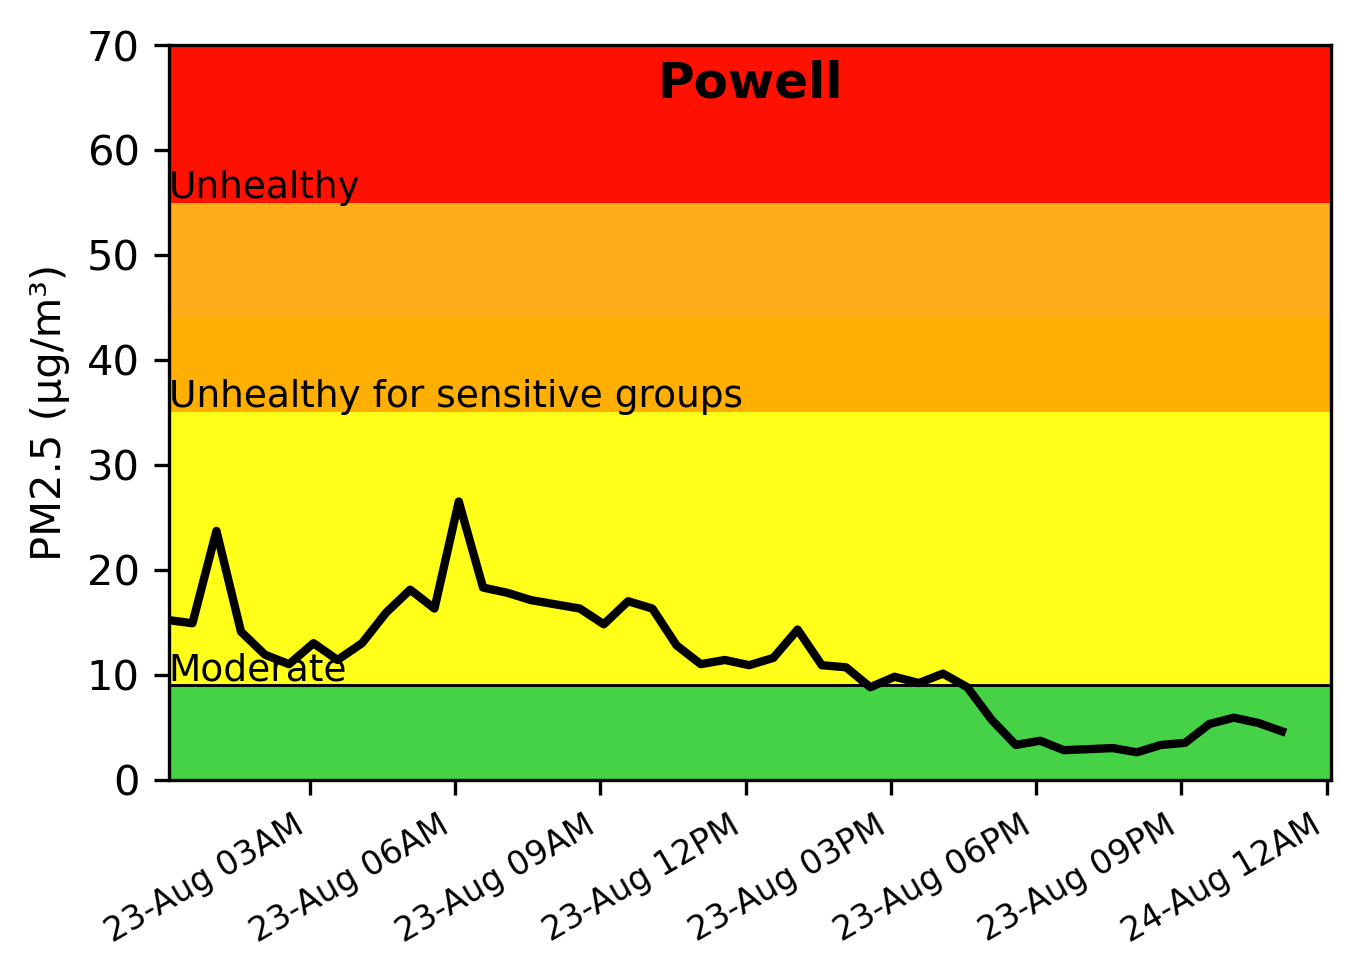 Powell
PM2.5 (µg/m³)
70
60
50
40
30
20
10
0
Unhealthy
Unhealthy for sensitive groups
Moderate
23-Aug 03AM
23-Aug 06AM
23-Aug 09AM
23-Aug 12PM
23-Aug 03PM
23-Aug 06PM
23-Aug 09PM
24-Aug 12AM